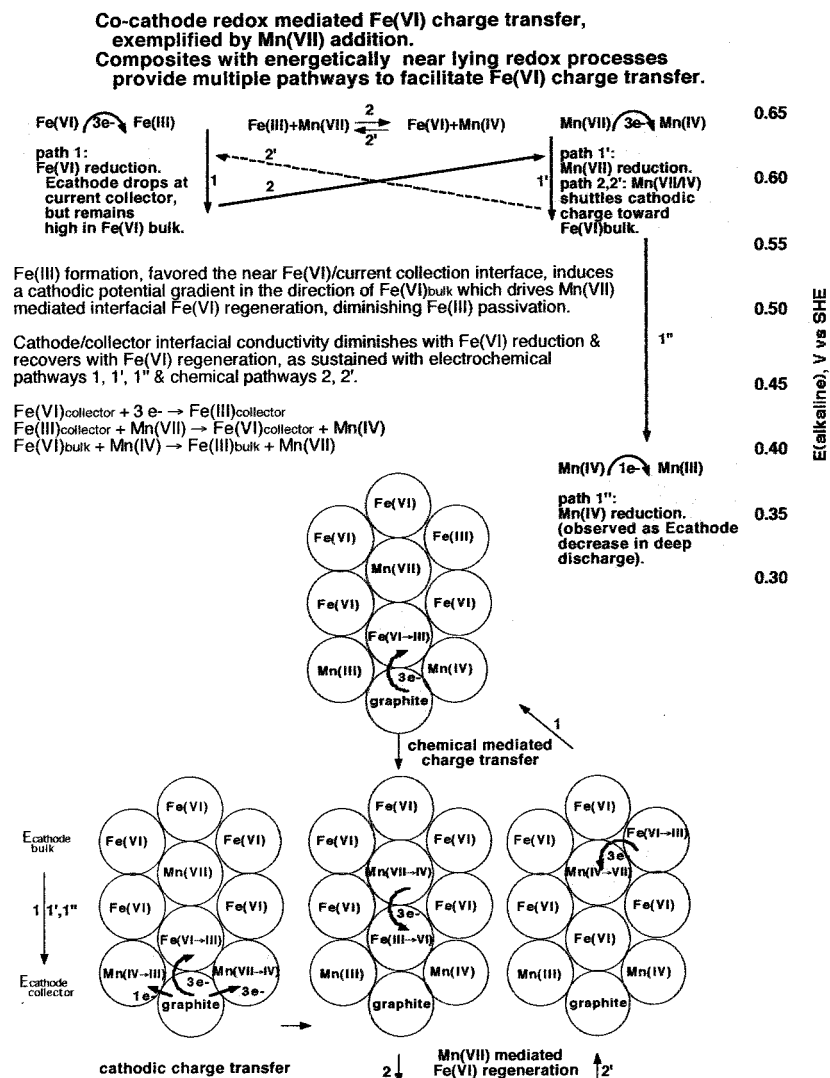 Co-cathode redox mediated Fe(VI) charge transfer,
exemplified by Mn(VII) addition.
Composites with energetically near lying redox processes
provide multiple pathways to facilitate Fe(VI) charge transfer.
Fe(VI) 3e- Fe(III)
Fe(III)+Mn(VII) 2 2' Fe(VI)+Mn(IV)
Mn(VII) 3e- Mn(IV)
path 1:
Fe(VI) reduction.
Ecathode drops at
current collector,
but remains
high in Fe(VI) bulk.
1
2
2'
1'
path 1':
Mn(VII) reduction.
path 2,2': Mn(VII/IV)
shuttles cathodic
charge toward
Fe(VI)bulk.
0.65
0.60
0.55
0.50
0.45
0.40
0.35
0.30
E(alkaline), V vs SHE
Fe(III) formation, favored the near Fe(VI)/current collection interface, induces
a cathodic potential gradient in the direction of Fe(VI)bulk which drives Mn(VII)
mediated interfacial Fe(VI) regeneration, diminishing Fe(III) passivation.
1"
Cathode/collector interfacial conductivity diminishes with Fe(VI) reduction &
recovers with Fe(VI) regeneration, as sustained with electrochemical
pathways 1, 1', 1" & chemical pathways 2, 2'.
Fe(VI)collector + 3 e- → Fe(III)collector
Fe(III)collector + Mn(VII) → Fe(VI)collector + Mn(IV)
Fe(VI)bulk + Mn(IV) → Fe(III)bulk + Mn(VII)
Mn(IV) 1e- Mn(III)
path 1":
Mn(IV) reduction.
(observed as Ecathode
decrease in deep
discharge).
Fe(VI)
Fe(VI) Fe(III)
Mn(VII)
Fe(VI) Fe(VI)
Fe(VI→III)
Mn(III) 3e- Mn(IV)
graphite
1
chemical mediated
charge transfer
Ecathode
bulk
1 1',1"
Ecathode
collector
Fe(VI)
Fe(VI) Fe(VI)
Mn(VII)
Fe(VI) Fe(VI)
Fe(VI→III)
Mn(IV→III) Mn(VII→IV)
1e- 3e- 3e-
graphite
Fe(VI)
Fe(VI) Fe(VI)
Mn(VII→IV)
3e-
Fe(VI) Fe(VI)
Fe(III→VI)
Mn(III) Mn(IV)
graphite
Fe(VI)
Fe(VI) Fe(VI→III)
3e
Mn(IV→VII)
Fe(VI) Fe(VI)
Fe(VI)
Mn(III) Mn(IV)
graphite
cathodic charge transfer
2
Mn(VII) mediated
Fe(VI) regeneration
2'